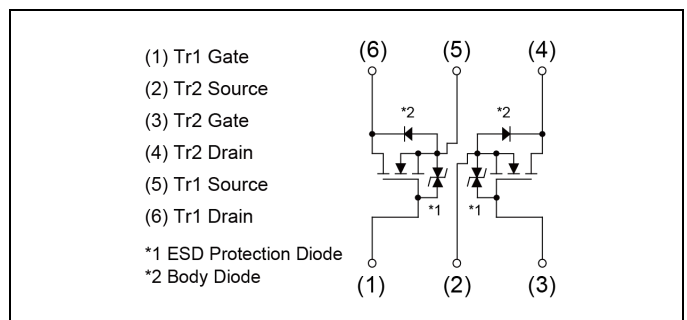 (1) Tr1 Gate
(2) Tr2 Source
(3) Tr2 Gate
(4) Tr2 Drain
(5) Tr1 Source
(6) Tr1 Drain
*1 ESD Protection Diode
*2 Body Diode
(6) (5) (4)
*2 *2
*1 *1
(1) (2) (3)